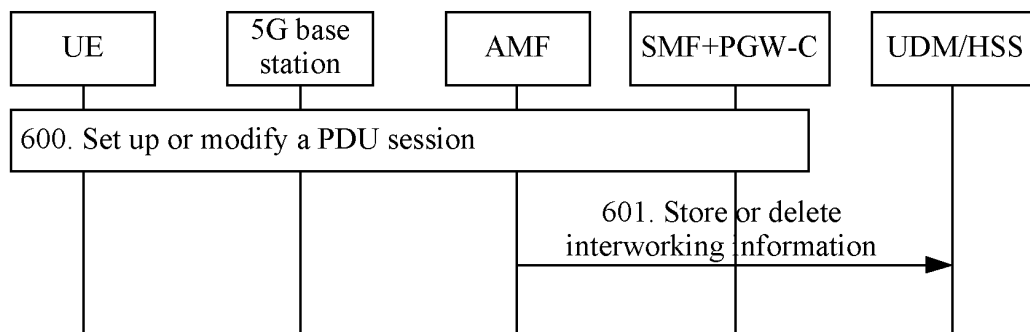 UE
5G base
station
AMF
SMF+PGW-C
UDM/HSS
600. Set up or modify a PDU session
601. Store or delete
interworking information